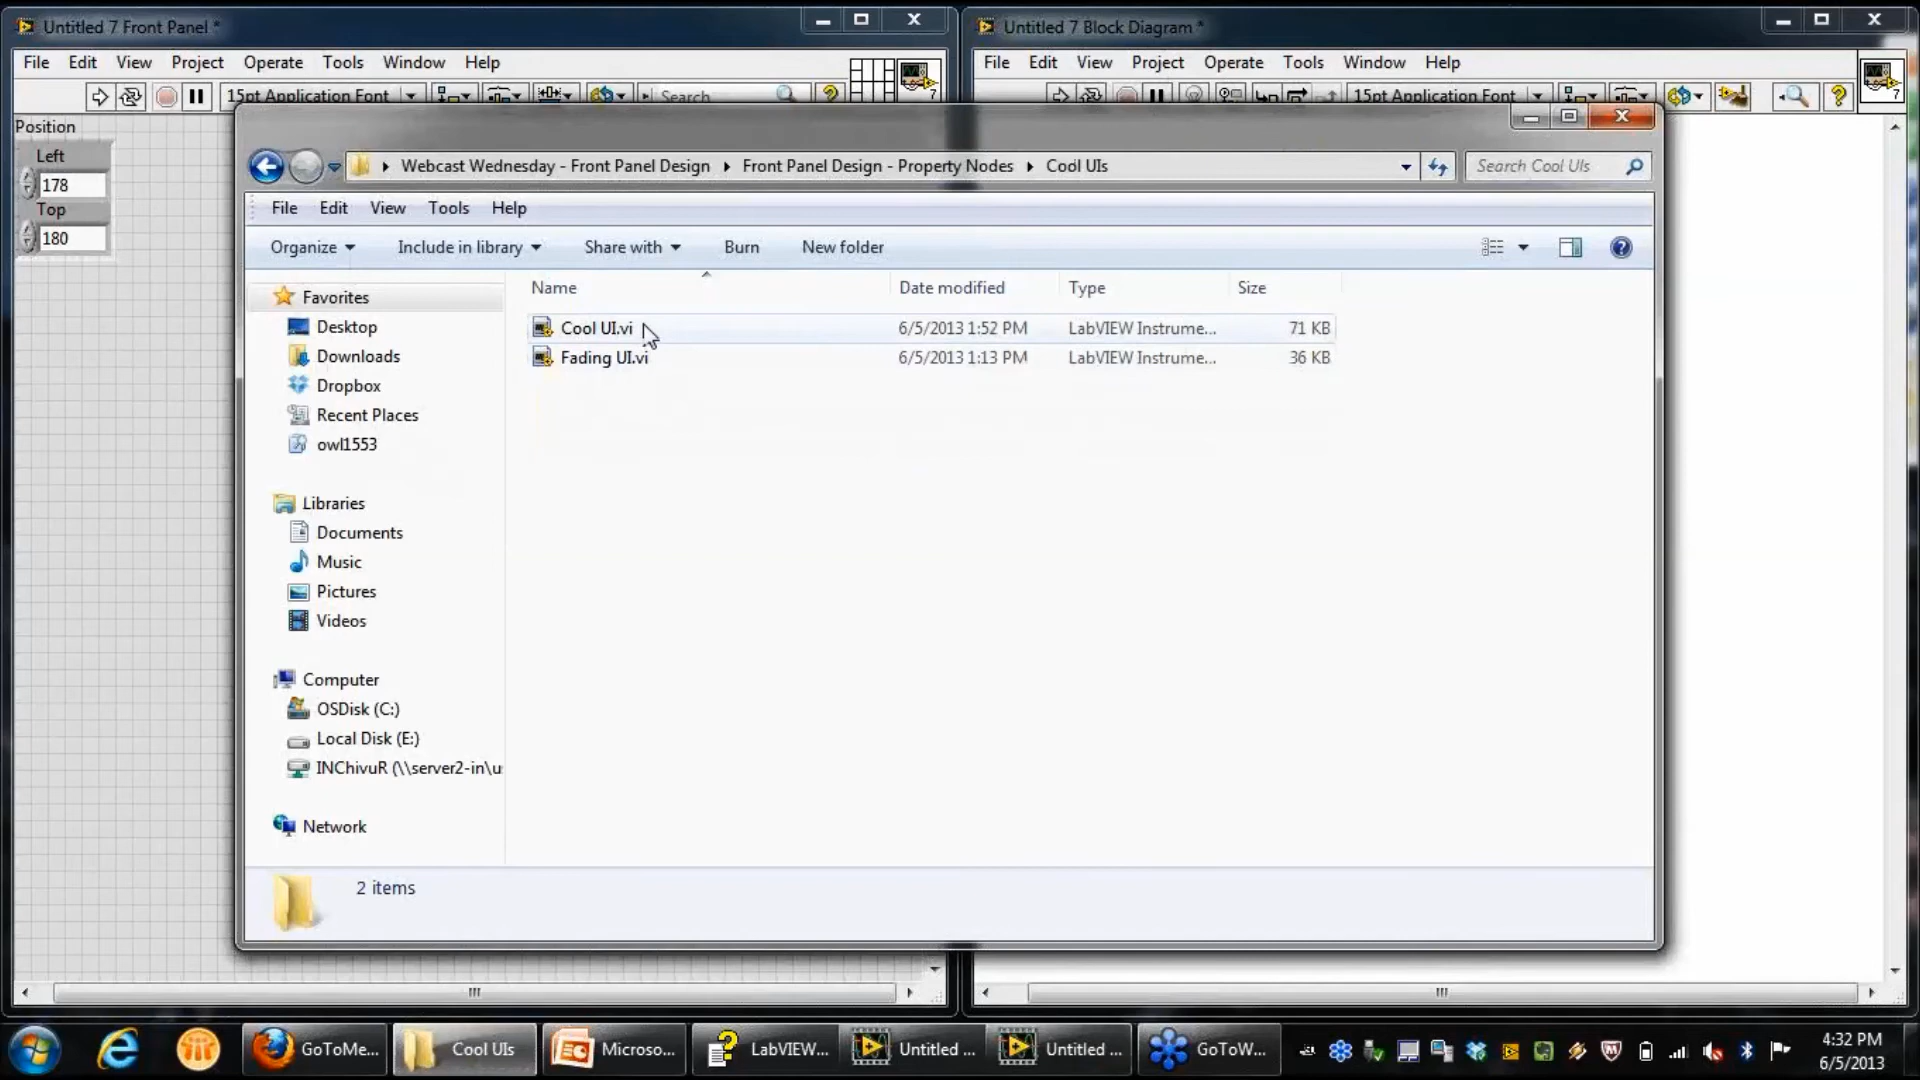 Untitled 7 Front Panel *
Untitled 7 Block Diagram *
File Edit View Project Operate Tools Window Help
File Edit View Project Operate Tools Window Help
15pt Application Font
Search
15pt Application Font
7
7
Position
Left
178
Top
180
Webcast Wednesday - Front Panel Design
Front Panel Design - Property Nodes
Cool UIs
Search Cool UIs
File Edit View Tools Help
Organize
Include in library
Share with
Burn
New folder
Favorites
Desktop
Downloads
Dropbox
Recent Places
owl1553
Libraries
Documents
Music
Pictures
Videos
Computer
OSDisk (C:)
Local Disk (E:)
INChivuR (\\server2-in\u
Network
Name Date modified Type Size
Cool UI.vi 6/5/2013 1:52 PM LabVIEW Instrume... 71 KB
Fading UI.vi 6/5/2013 1:13 PM LabVIEW Instrume... 36 KB
2 items
GoToMe...
Cool UIs
Microso...
LabVIEW...
Untitled ...
Untitled ...
GoToW...
4:32 PM
6/5/2013